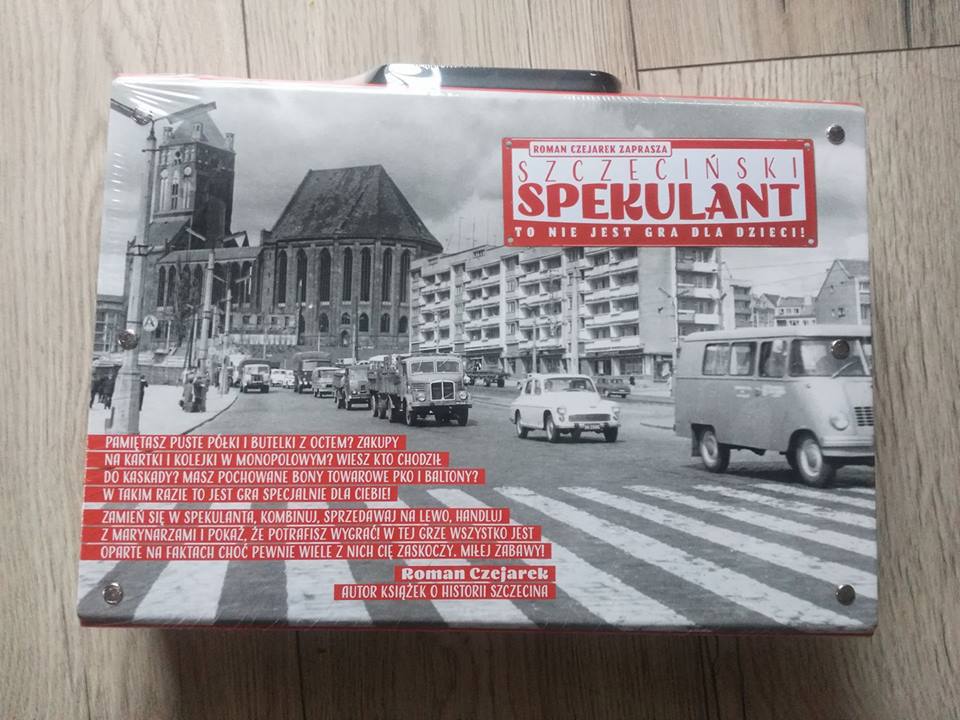 ROMAN CZEJAREK ZAPRASZA
SZCZECIŃSKI
SPEKULANT
TO NIE JEST GRA DLA DZIECI!
PAMIĘTASZ PUSTE PÓŁKI I BUTELKI Z OCTEM? ZAKUPY
NA KARTKI I KOLEJKI W MONOPOLOWYM? WIESZ KTO CHODZIŁ
DO KASKADY? MASZ POCHOWANE BONY TOWAROWE PKO I BALTONY?
W TAKIM RAZIE TO JEST GRA SPECJALNIE DLA CIEBIE!
ZAMIEŃ SIĘ W SPEKULANTA, KOMBINUJ, SPRZEDAWAJ NA LEWO, HANDLUJ
Z MARYNARZAMI I POKAŻ, ŻE POTRAFISZ WYGRAĆ! W TEJ GRZE WSZYSTKO JEST
OPARTE NA FAKTACH CHOĆ PEWNIE WIELE Z NICH CIĘ ZASKOCZY. MIŁEJ ZABAWY!
Roman Czejarek
AUTOR KSIĄŻEK O HISTORII SZCZECINA